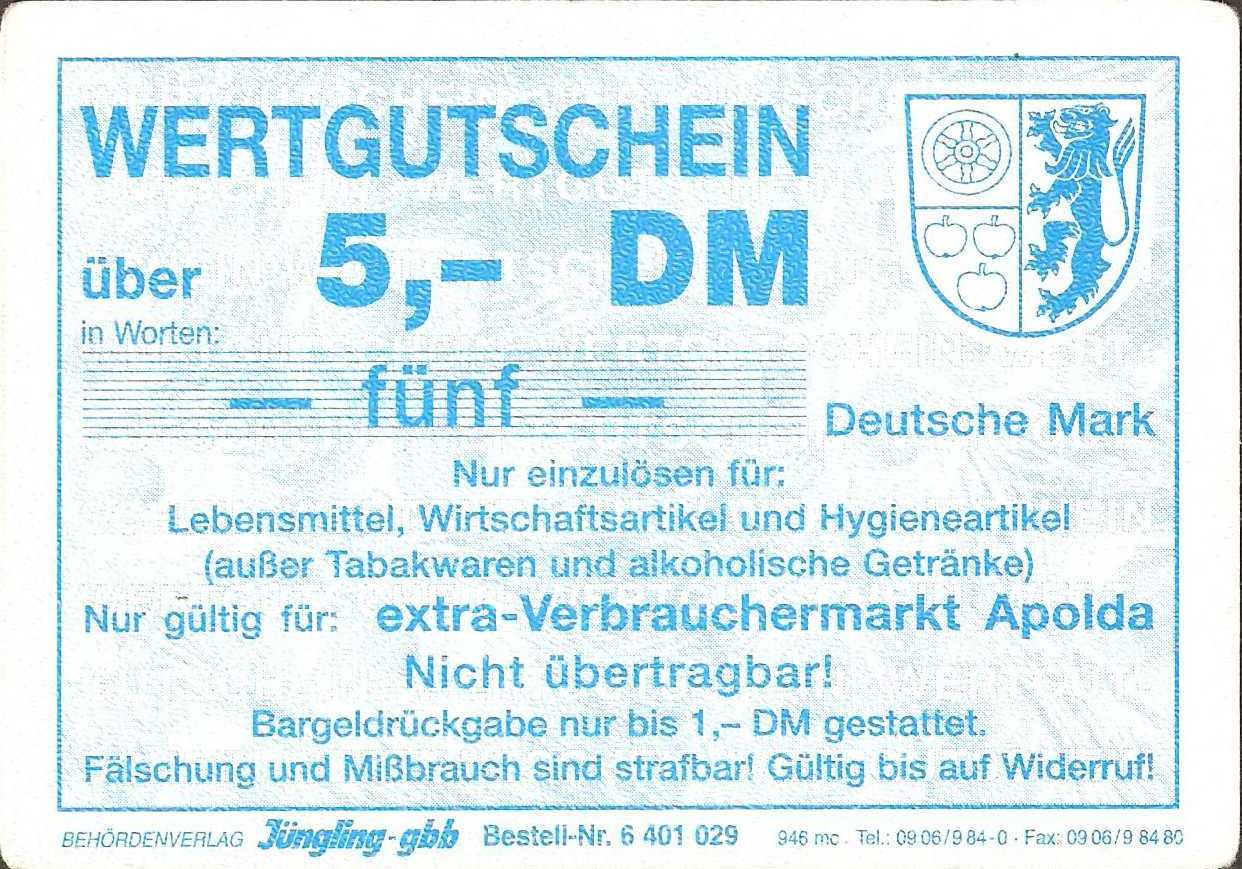 WERTGUTSCHEIN
über 5,– DM
in Worten:
— fünf — Deutsche Mark
Nur einzulösen für:
Lebensmittel, Wirtschaftsartikel und Hygieneartikel
(außer Tabakwaren und alkoholische Getränke)
Nur gültig für: extra-Verbrauchermarkt Apolda
Nicht übertragbar!
Bargeldrückgabe nur bis 1,– DM gestattet.
Fälschung und Mißbrauch sind strafbar! Gültig bis auf Widerruf!
BEHÖRDENVERLAG Jüngling-gbb Bestell-Nr. 6 401 029 946 mc · Tel.: 09 06/9 84-0 · Fax: 09 06/9 84 80